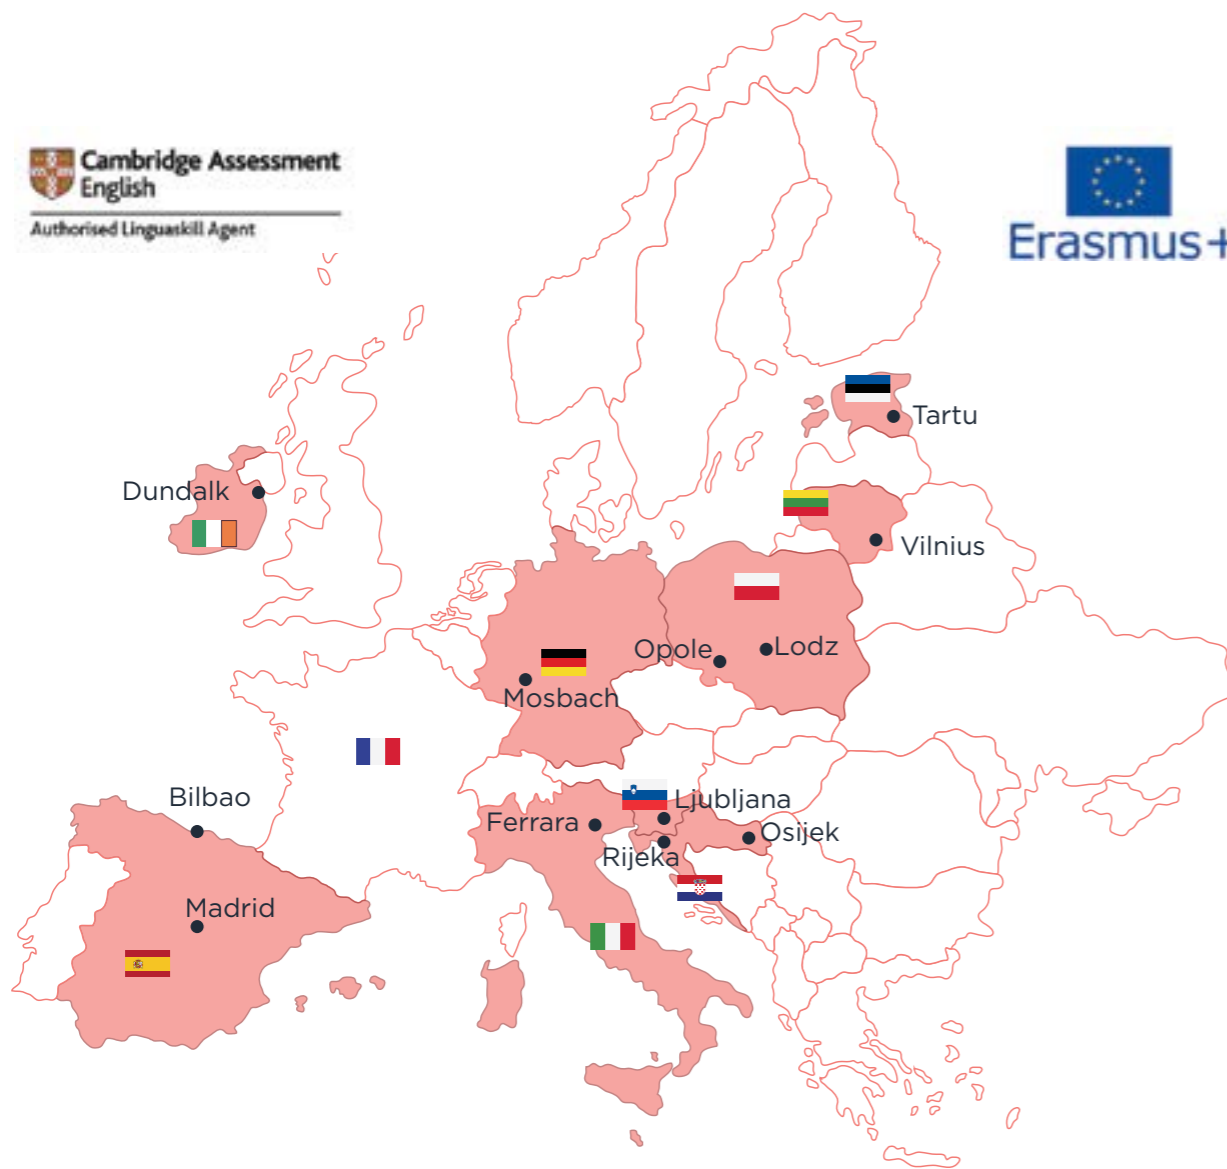 Cambridge Assessment
English
Authorised Linguaskill Agent
Erasmus+
Tartu
Dundalk
Vilnius
Opole
Lodz
Mosbach
Bilbao
Ljubljana
Ferrara
Osijek
Rijeka
Madrid